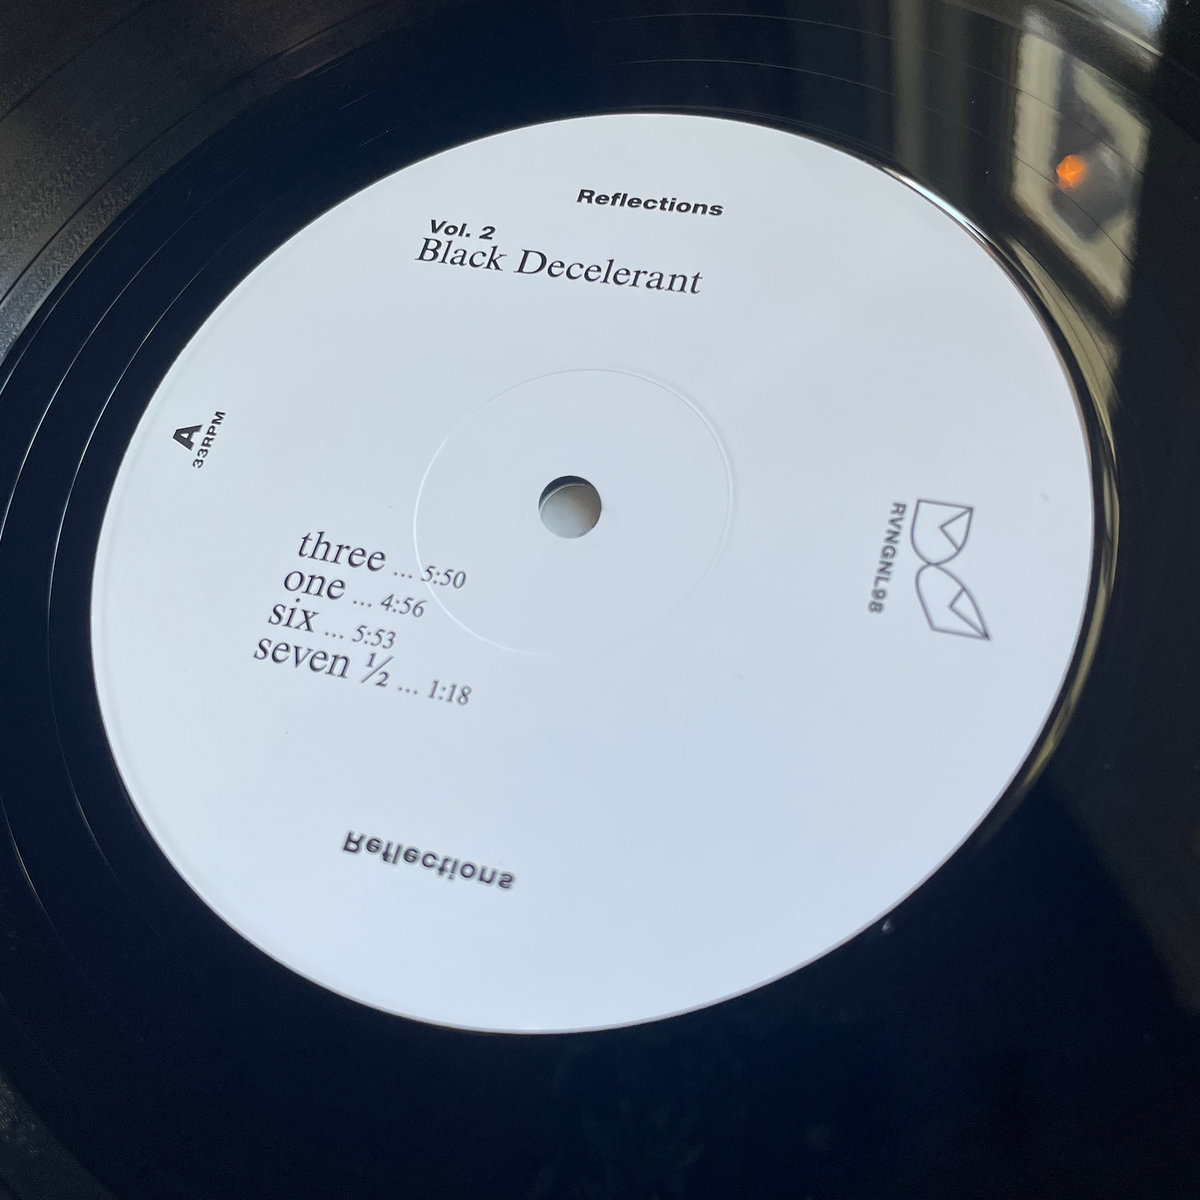 Reflections
Vol. 2
Black Decelerant
A
33RPM
three ... 5:50
one ... 4:56
six ... 5:53
seven ½ ... 1:18
RVNGNL98
Reflections